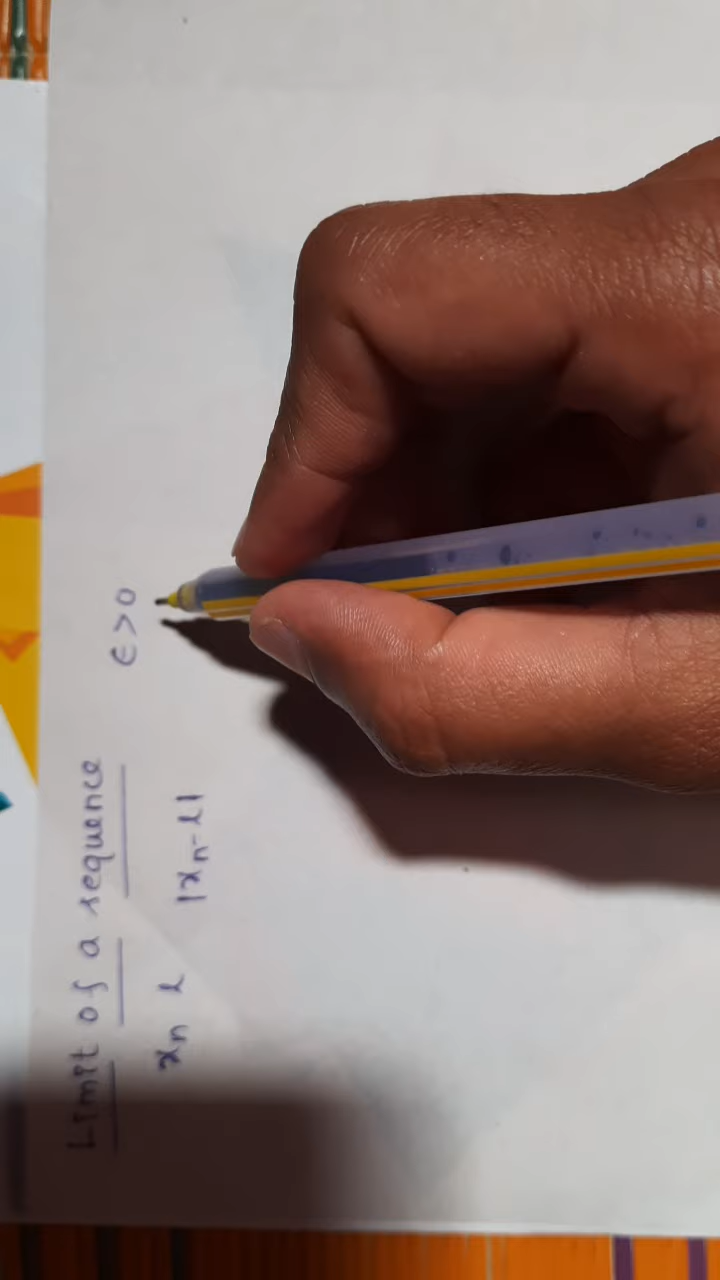 Limit of a sequence
ϵ > 0
xn l |xn - l|